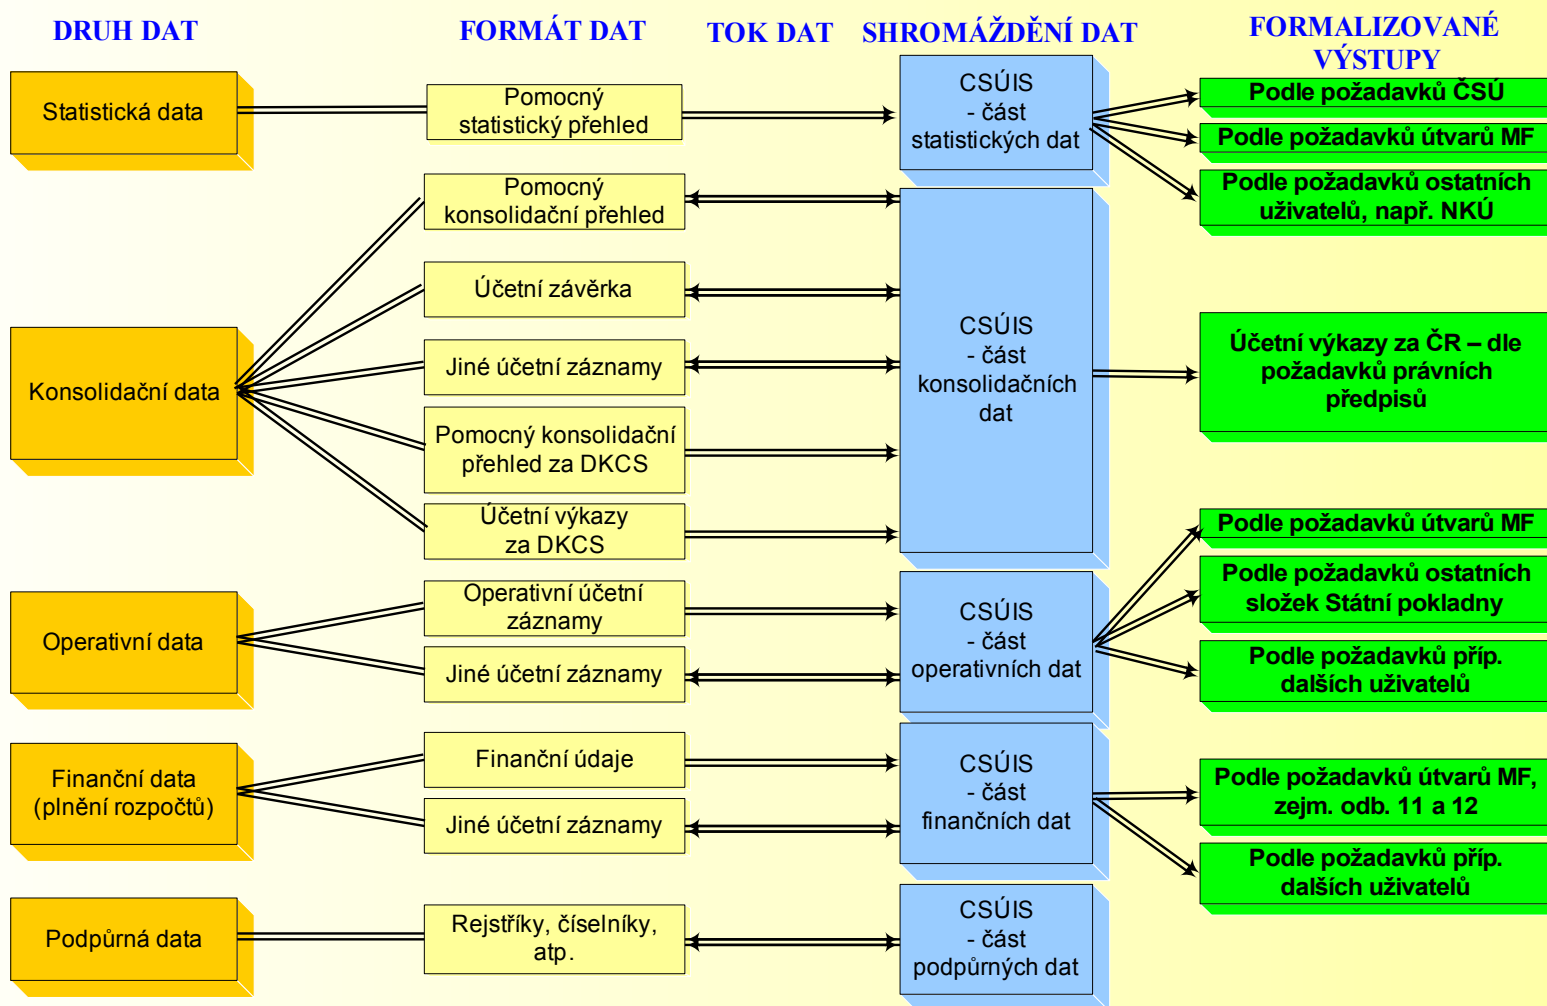 DRUH DAT
FORMÁT DAT
TOK DAT
SHROMÁŽDĚNÍ DAT
FORMALIZOVANÉ
VÝSTUPY
Statistická data
Pomocný
statistický přehled
CSÚIS
- část
statistických dat
Podle požadavků ČSÚ
Podle požadavků útvarů MF
Podle požadavků ostatních
uživatelů, např. NKÚ
Konsolidační data
Pomocný
konsolidační přehled
Účetní závěrka
Jiné účetní záznamy
Pomocný konsolidační
přehled za DKCS
Účetní výkazy
za DKCS
CSÚIS
- část
konsolidačních
dat
Účetní výkazy za ČR – dle
požadavků právních
předpisů
Operativní data
Operativní účetní
záznamy
Jiné účetní záznamy
CSÚIS
- část
operativních dat
Podle požadavků útvarů MF
Podle požadavků ostatních
složek Státní pokladny
Podle požadavků příp.
dalších uživatelů
Finanční data
(plnění rozpočtů)
Finanční údaje
Jiné účetní záznamy
CSÚIS
- část
finančních dat
Podle požadavků útvarů MF,
zejm. odb. 11 a 12
Podle požadavků příp.
dalších uživatelů
Podpůrná data
Rejstříky, číselníky,
atp.
CSÚIS
- část
podpůrných dat